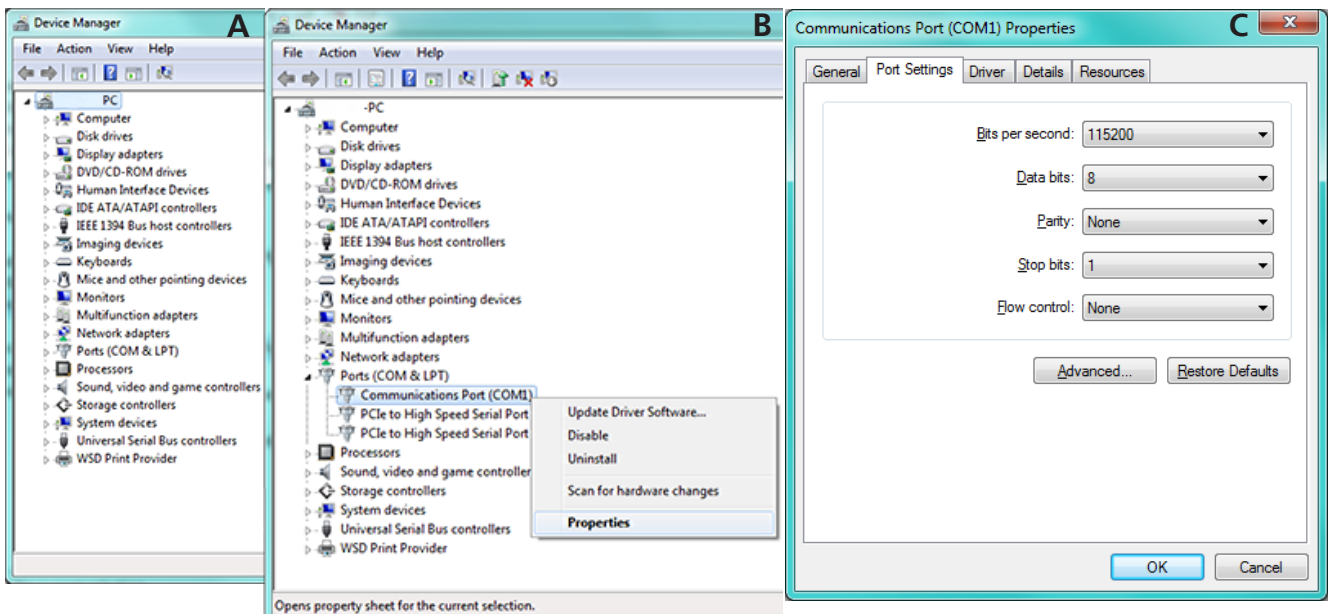 Device Manager
A
File Action View Help
PC
Computer
Disk drives
Display adapters
DVD/CD-ROM drives
Human Interface Devices
IDE ATA/ATAPI controllers
IEEE 1394 Bus host controllers
Imaging devices
Keyboards
Mice and other pointing devices
Monitors
Multifunction adapters
Network adapters
Ports (COM & LPT)
Processors
Sound, video and game controllers
Storage controllers
System devices
Universal Serial Bus controllers
WSD Print Provider
Device Manager
B
File Action View Help
-PC
Computer
Disk drives
Display adapters
DVD/CD-ROM drives
Human Interface Devices
IDE ATA/ATAPI controllers
IEEE 1394 Bus host controllers
Imaging devices
Keyboards
Mice and other pointing devices
Monitors
Multifunction adapters
Network adapters
Ports (COM & LPT)
Communications Port (COM1)
PCIe to High Speed Serial Port
PCIe to High Speed Serial Port
Processors
Sound, video and game controller
Storage controllers
System devices
Universal Serial Bus controllers
WSD Print Provider
Update Driver Software...
Disable
Uninstall
Scan for hardware changes
Properties
Opens property sheet for the current selection.
Communications Port (COM1) Properties
C
General Port Settings Driver Details Resources
Bits per second: 115200
Data bits: 8
Parity: None
Stop bits: 1
Flow control: None
Advanced... Restore Defaults
OK Cancel